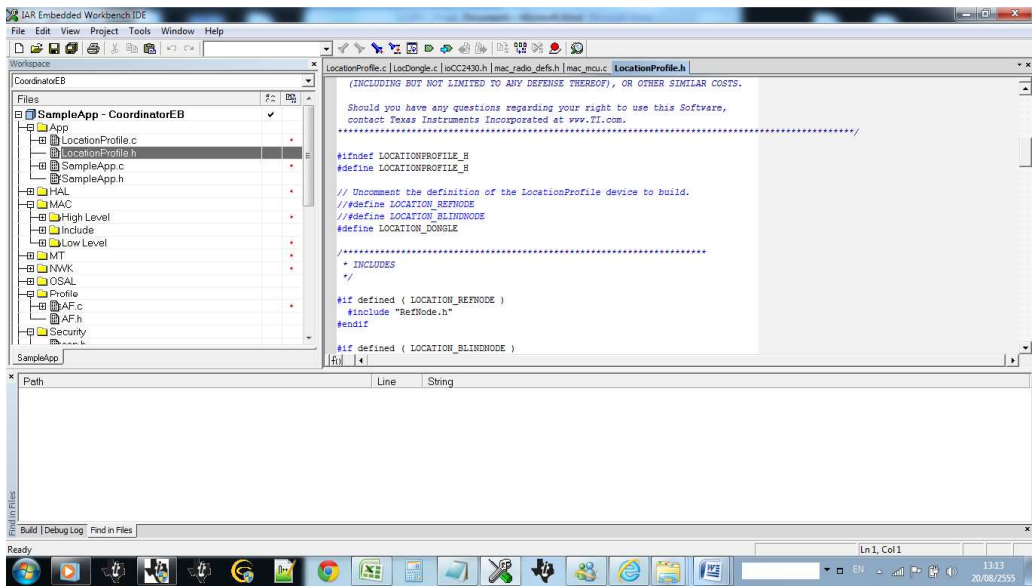 IAR Embedded Workbench IDE
File Edit View Project Tools Window Help
Workspace
CoordinatorEB
Files
SampleApp - CoordinatorEB
App
LocationProfile.c
LocationProfile.h
SampleApp.c
SampleApp.h
HAL
MAC
High Level
Include
Low Level
MT
NWK
OSAL
Profile
AF.c
AF.h
Security
SampleApp
LocationProfile.c | LocDongle.c | ioCC2430.h | mac_radio_defs.h | mac_mcu.c LocationProfile.h
(INCLUDING BUT NOT LIMITED TO ANY DEFENSE THEREOF), OR OTHER SIMILAR COSTS.
Should you have any questions regarding your right to use this Software,
contact Texas Instruments Incorporated at www.TI.com.
#ifndef LOCATIONPROFILE_H
#define LOCATIONPROFILE_H
// Uncomment the definition of the LocationProfile device to build.
//#define LOCATION_REFNODE
//#define LOCATION_BLINDNODE
#define LOCATION_DONGLE
/*********************************************************************
* INCLUDES
*/
#if defined ( LOCATION_REFNODE )
#include "RefNode.h"
#endif
#if defined ( LOCATION_BLINDNODE )
f()
Path Line String
Find in Files
Build | Debug Log Find in Files
Ready Ln 1, Col 1
EN
13:13
20/08/2555